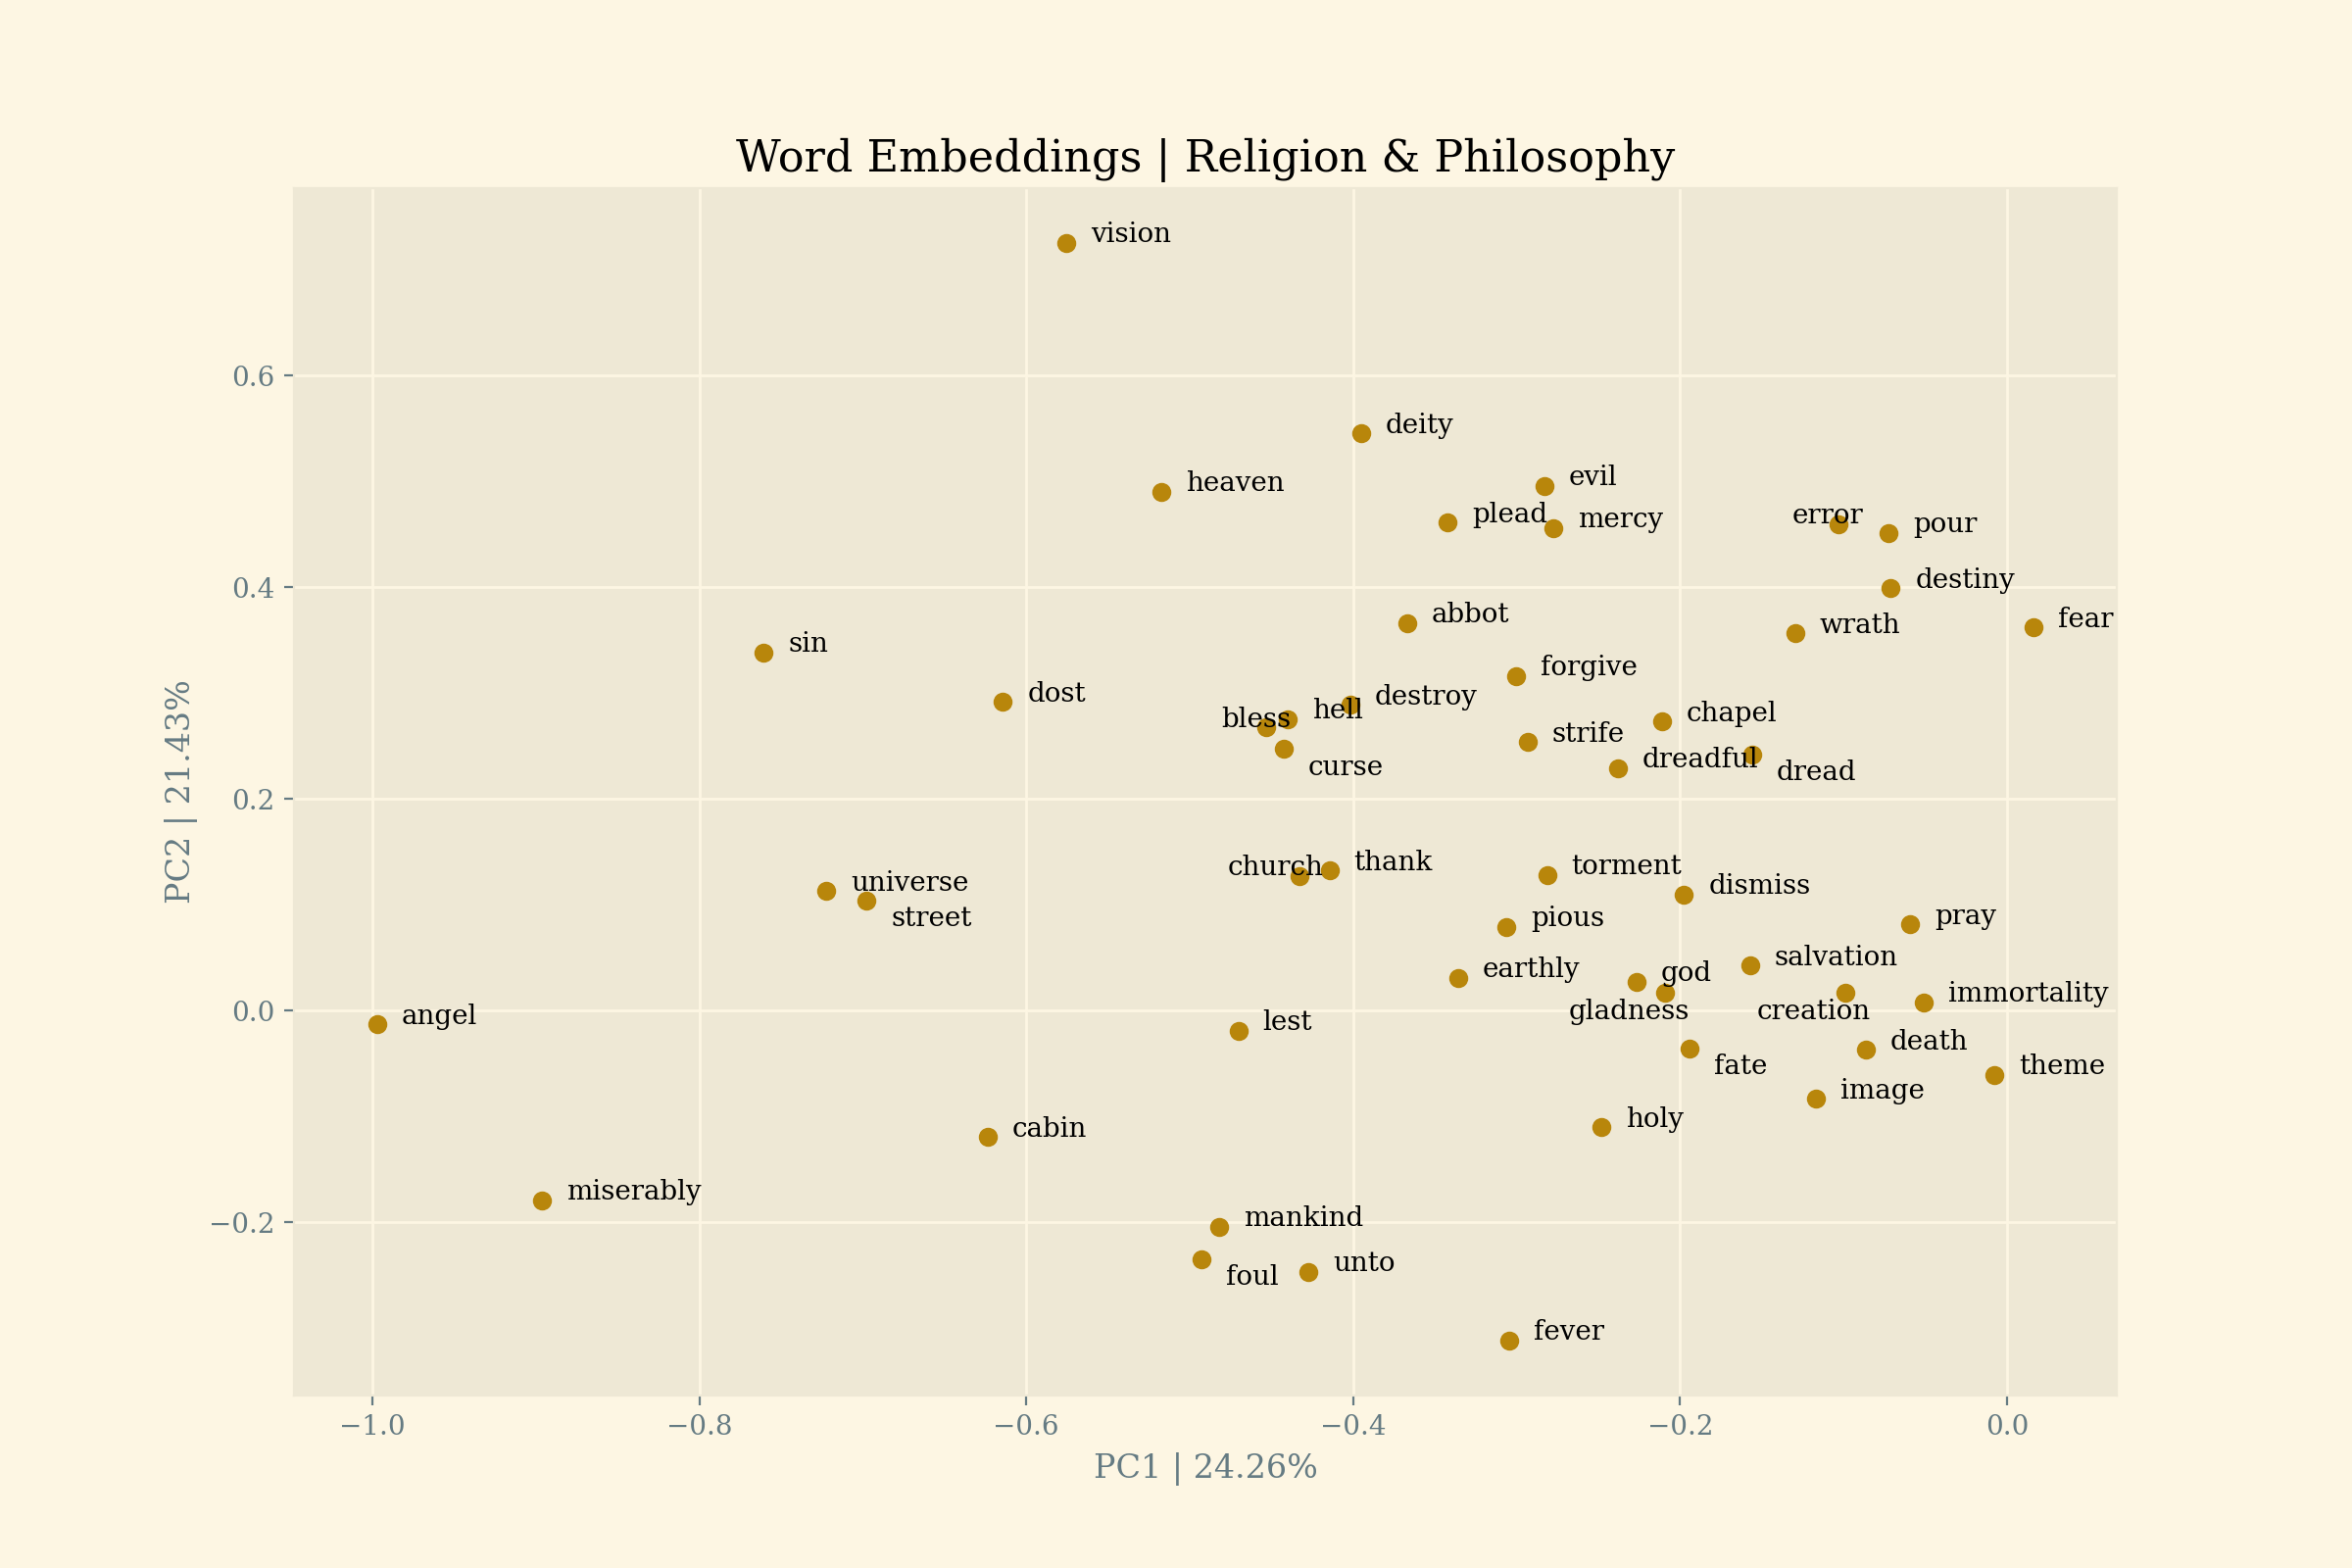 Word Embeddings | Religion & Philosophy
vision
deity
heaven
evil
plead
mercy
error
pour
destiny
abbot
fear
wrath
sin
forgive
dost
destroy
hell
bless
chapel
strife
curse
dreadful
dread
church
thank
torment
universe
dismiss
street
pious
pray
salvation
earthly
god
immortality
gladness
creation
angel
lest
death
fate
theme
image
cabin
holy
miserably
mankind
foul
unto
fever
0.6
0.4
0.2
0.0
−0.2
PC2 | 21.43%
−1.0
−0.8
−0.6
−0.4
−0.2
0.0
PC1 | 24.26%